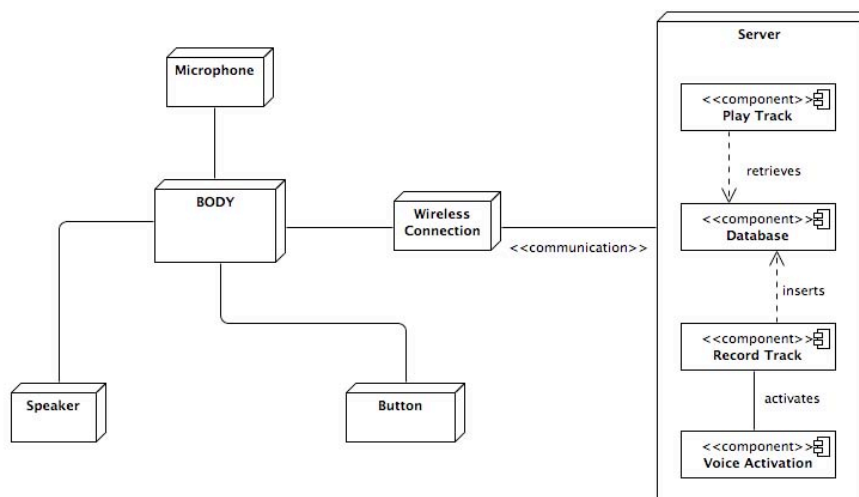 Server
Microphone
<<component>>
Play Track
retrieves
BODY
Wireless
Connection
<<communication>>
<<component>>
Database
inserts
<<component>>
Record Track
activates
Speaker
Button
<<component>>
Voice Activation